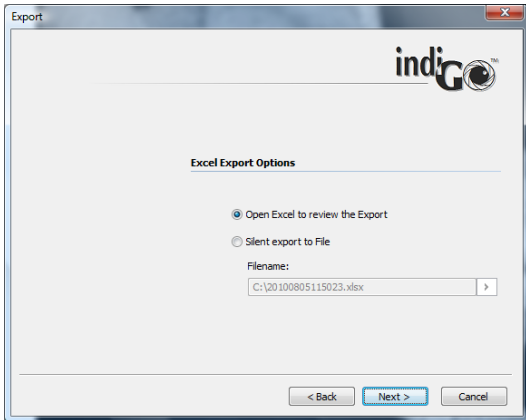 Export
indiGo™
Excel Export Options
Open Excel to review the Export
Silent export to File
Filename:
C:\20100805115023.xlsx
>
< Back
Next >
Cancel